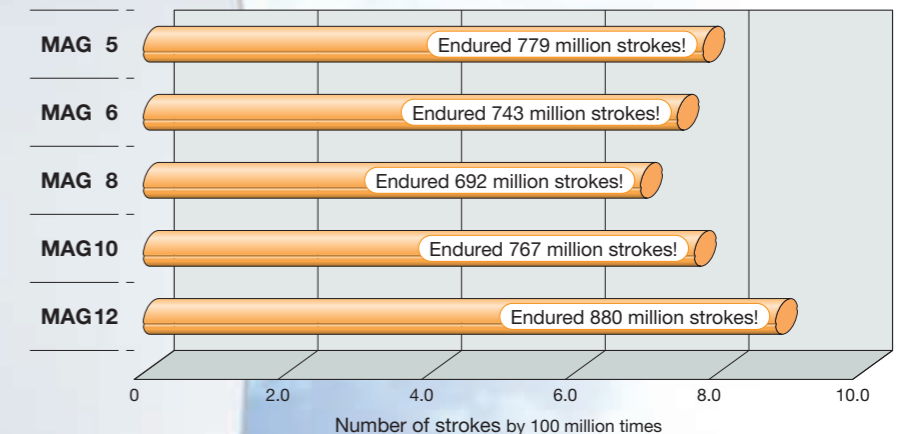 MAG 5 Endured 779 million strokes!
MAG 6 Endured 743 million strokes!
MAG 8 Endured 692 million strokes!
MAG10 Endured 767 million strokes!
MAG12 Endured 880 million strokes!
0 2.0 4.0 6.0 8.0 10.0
Number of strokes by 100 million times